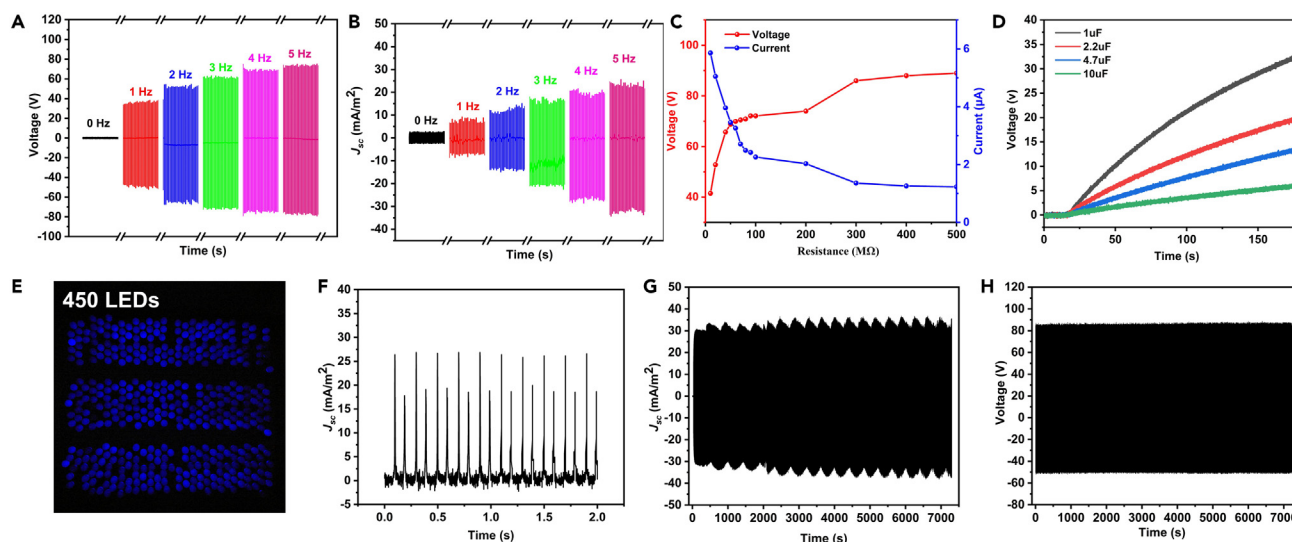 A
Voltage (V)
120
100
80
60
40
20
0
-20
-40
-60
-80
-100
0 Hz
1 Hz
2 Hz
3 Hz
4 Hz
5 Hz
Time (s)
B
Jsc (mA/m²)
50
40
30
20
10
0
-10
-20
-30
-40
0 Hz
1 Hz
2 Hz
3 Hz
4 Hz
5 Hz
Time (s)
C
Voltage
Current
Voltage (V)
100
80
60
40
Current (μA)
6
4
2
0
0
100
200
300
400
500
Resistance (MΩ)
D
1uF
2.2uF
4.7uF
10uF
Voltage (v)
40
35
30
25
20
15
10
5
0
0
50
100
150
Time (s)
E
450 LEDs
F
Jsc (mA/m²)
40
35
30
25
20
15
10
5
0
-5
0.0
0.5
1.0
1.5
2.0
Time (s)
G
Jsc (mA/m²)
50
40
30
20
10
0
-10
-20
-30
-40
-50
0 1000 2000 3000 4000 5000 6000 7000
Time (s)
H
Voltage (V)
120
100
80
60
40
20
0
-20
-40
-60
-80
0 1000 2000 3000 4000 5000 6000 7000
Time (s)